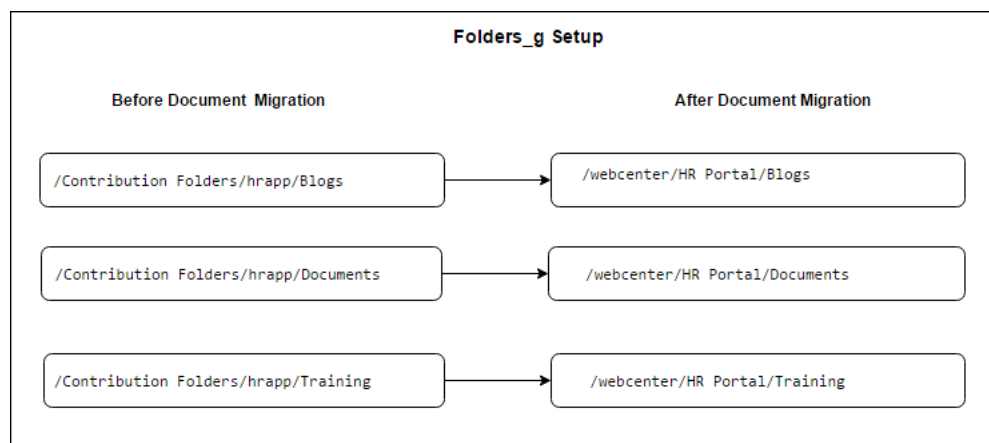 Folders_g Setup
Before Document Migration
After Document Migration
/Contribution Folders/hrapp/Blogs
/webcenter/HR Portal/Blogs
/Contribution Folders/hrapp/Documents
/webcenter/HR Portal/Documents
/Contribution Folders/hrapp/Training
/webcenter/HR Portal/Training